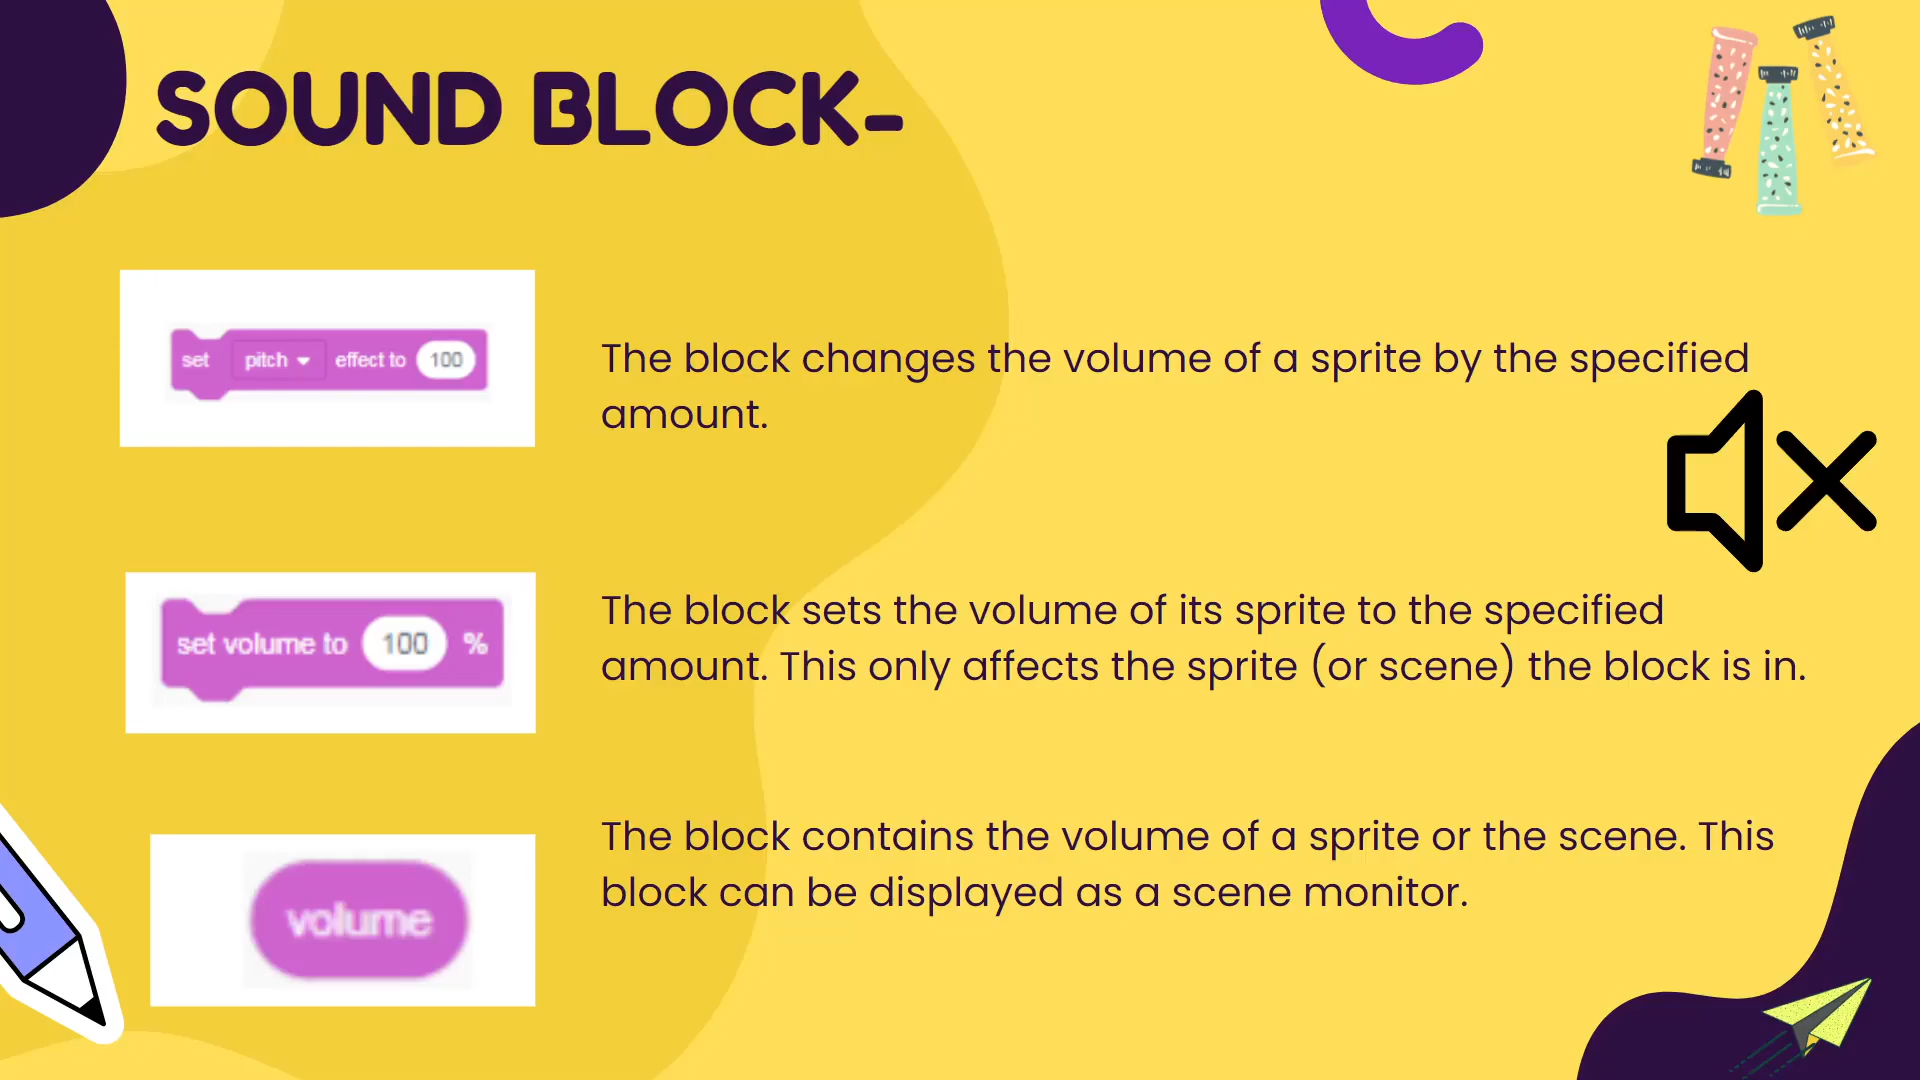 SOUND BLOCK-
set pitch effect to 100
The block changes the volume of a sprite by the specified
amount.
set volume to 100 %
The block sets the volume of its sprite to the specified
amount. This only affects the sprite (or scene) the block is in.
volume
The block contains the volume of a sprite or the scene. This
block can be displayed as a scene monitor.